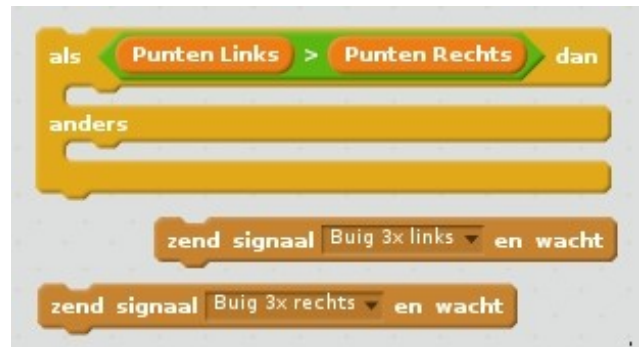 als Punten Links > Punten Rechts dan
anders
zend signaal Buig 3x links en wacht
zend signaal Buig 3x rechts en wacht